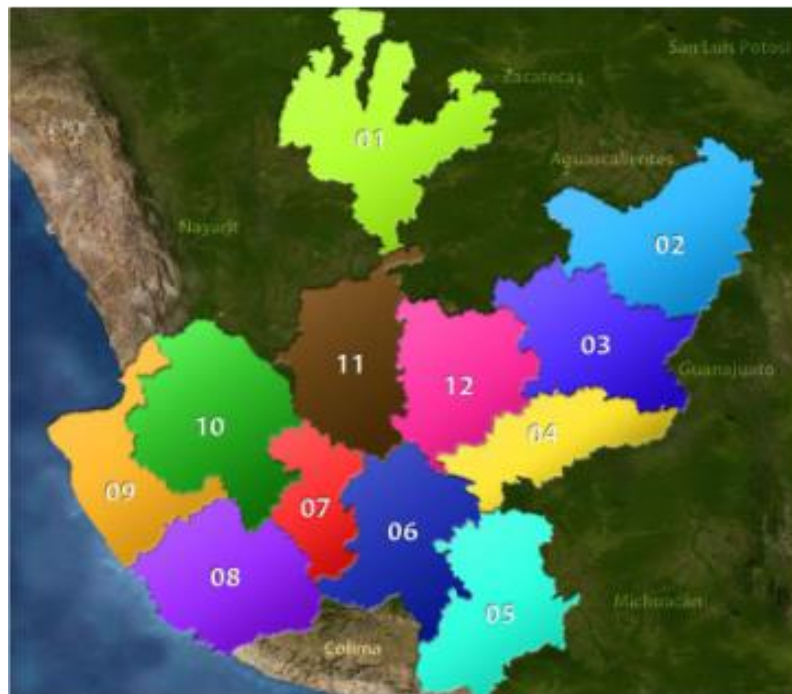 San Luis Potosí
Zacatecas
01
Aguascalientes
Nayarit
02
03
Guanajuato
11
12
10
04
09
07
06
08
05
Michoacán
Colima